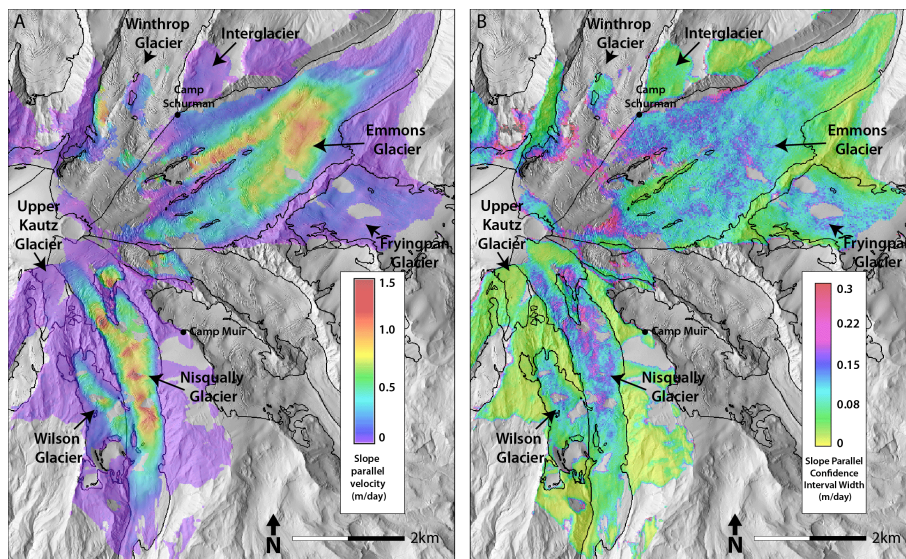 A
Winthrop
Glacier
Interglacier
Camp
Schurman
Emmons
Glacier
Upper
Kautz
Glacier
Fryingpan
Glacier
1.5
1.0
0.5
0
Slope
parallel
velocity
(m/day)
Camp Muir
Nisqually
Glacier
Wilson
Glacier
N
2km
B
Winthrop
Glacier
Interglacier
Camp
Schurman
Emmons
Glacier
Upper
Kautz
Glacier
Fryingpan
Glacier
0.3
0.22
0.15
0.08
0
Slope Parallel
Confidence
Interval Width
(m/day)
Camp Muir
Nisqually
Glacier
Wilson
Glacier
N
2km